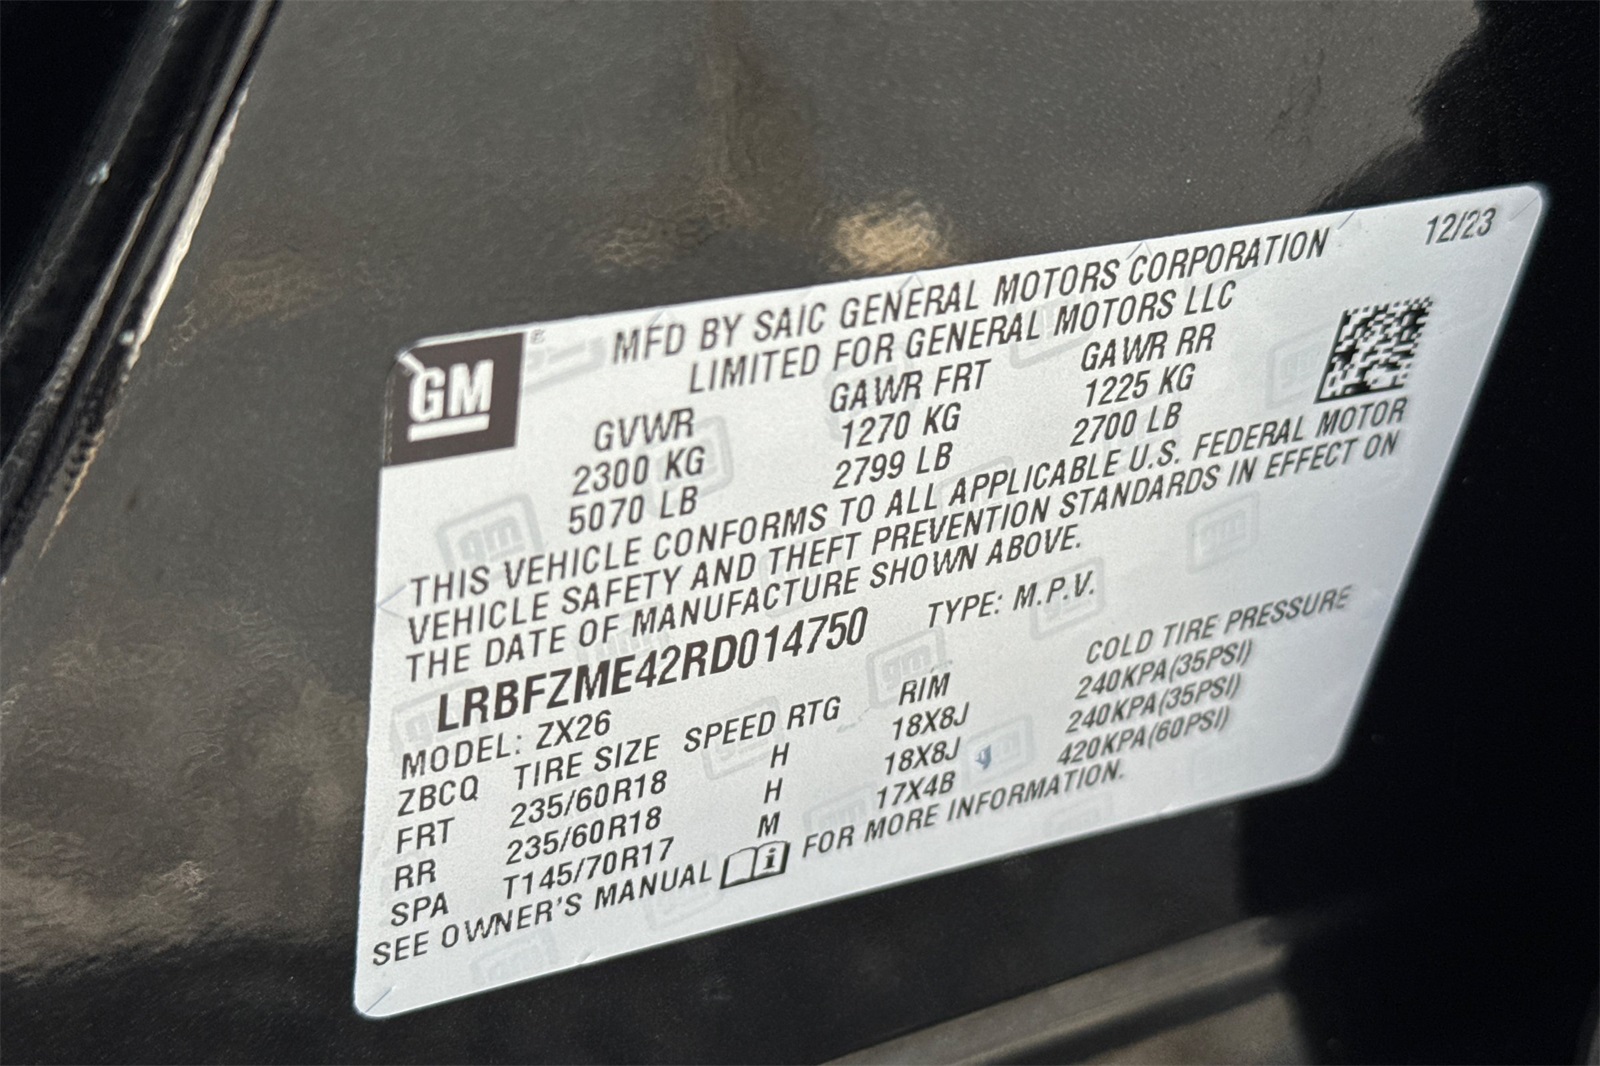 12/23
MFD BY SAIC GENERAL MOTORS CORPORATION
LIMITED FOR GENERAL MOTORS LLC
GM
GVWR GAWR FRT GAWR RR
2300 KG 1270 KG 1225 KG
5070 LB 2799 LB 2700 LB
THIS VEHICLE CONFORMS TO ALL APPLICABLE U.S. FEDERAL MOTOR
VEHICLE SAFETY AND THEFT PREVENTION STANDARDS IN EFFECT ON
THE DATE OF MANUFACTURE SHOWN ABOVE.
LRBFZME42RD014750 TYPE: M.P.V.
MODEL: ZX26
ZBCQ TIRE SIZE SPEED RTG RIM COLD TIRE PRESSURE
FRT 235/60R18 H 18X8J 240KPA(35PSI)
RR 235/60R18 H 18X8J 240KPA(35PSI)
SPA T145/70R17 M 17X4B 420KPA(60PSI)
SEE OWNER'S MANUAL FOR MORE INFORMATION.